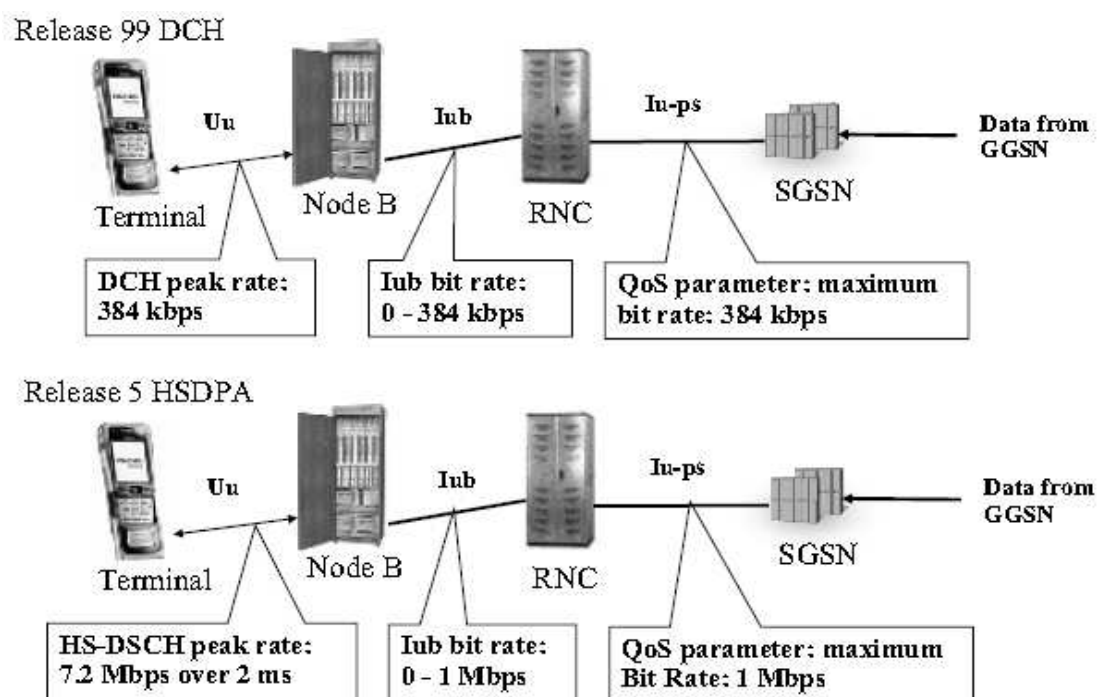 Release 99 DCH
Uu
Iub
Iu-ps
Data from
GGSN
Terminal
Node B
RNC
SGSN
DCH peak rate:
384 kbps
Iub bit rate:
0 - 384 kbps
QoS parameter: maximum
bit rate: 384 kbps
Release 5 HSDPA
Uu
Iub
Iu-ps
Data from
GGSN
Terminal
Node B
RNC
SGSN
HS-DSCH peak rate:
7.2 Mbps over 2 ms
Iub bit rate:
0 - 1 Mbps
QoS parameter: maximum
Bit Rate: 1 Mbps